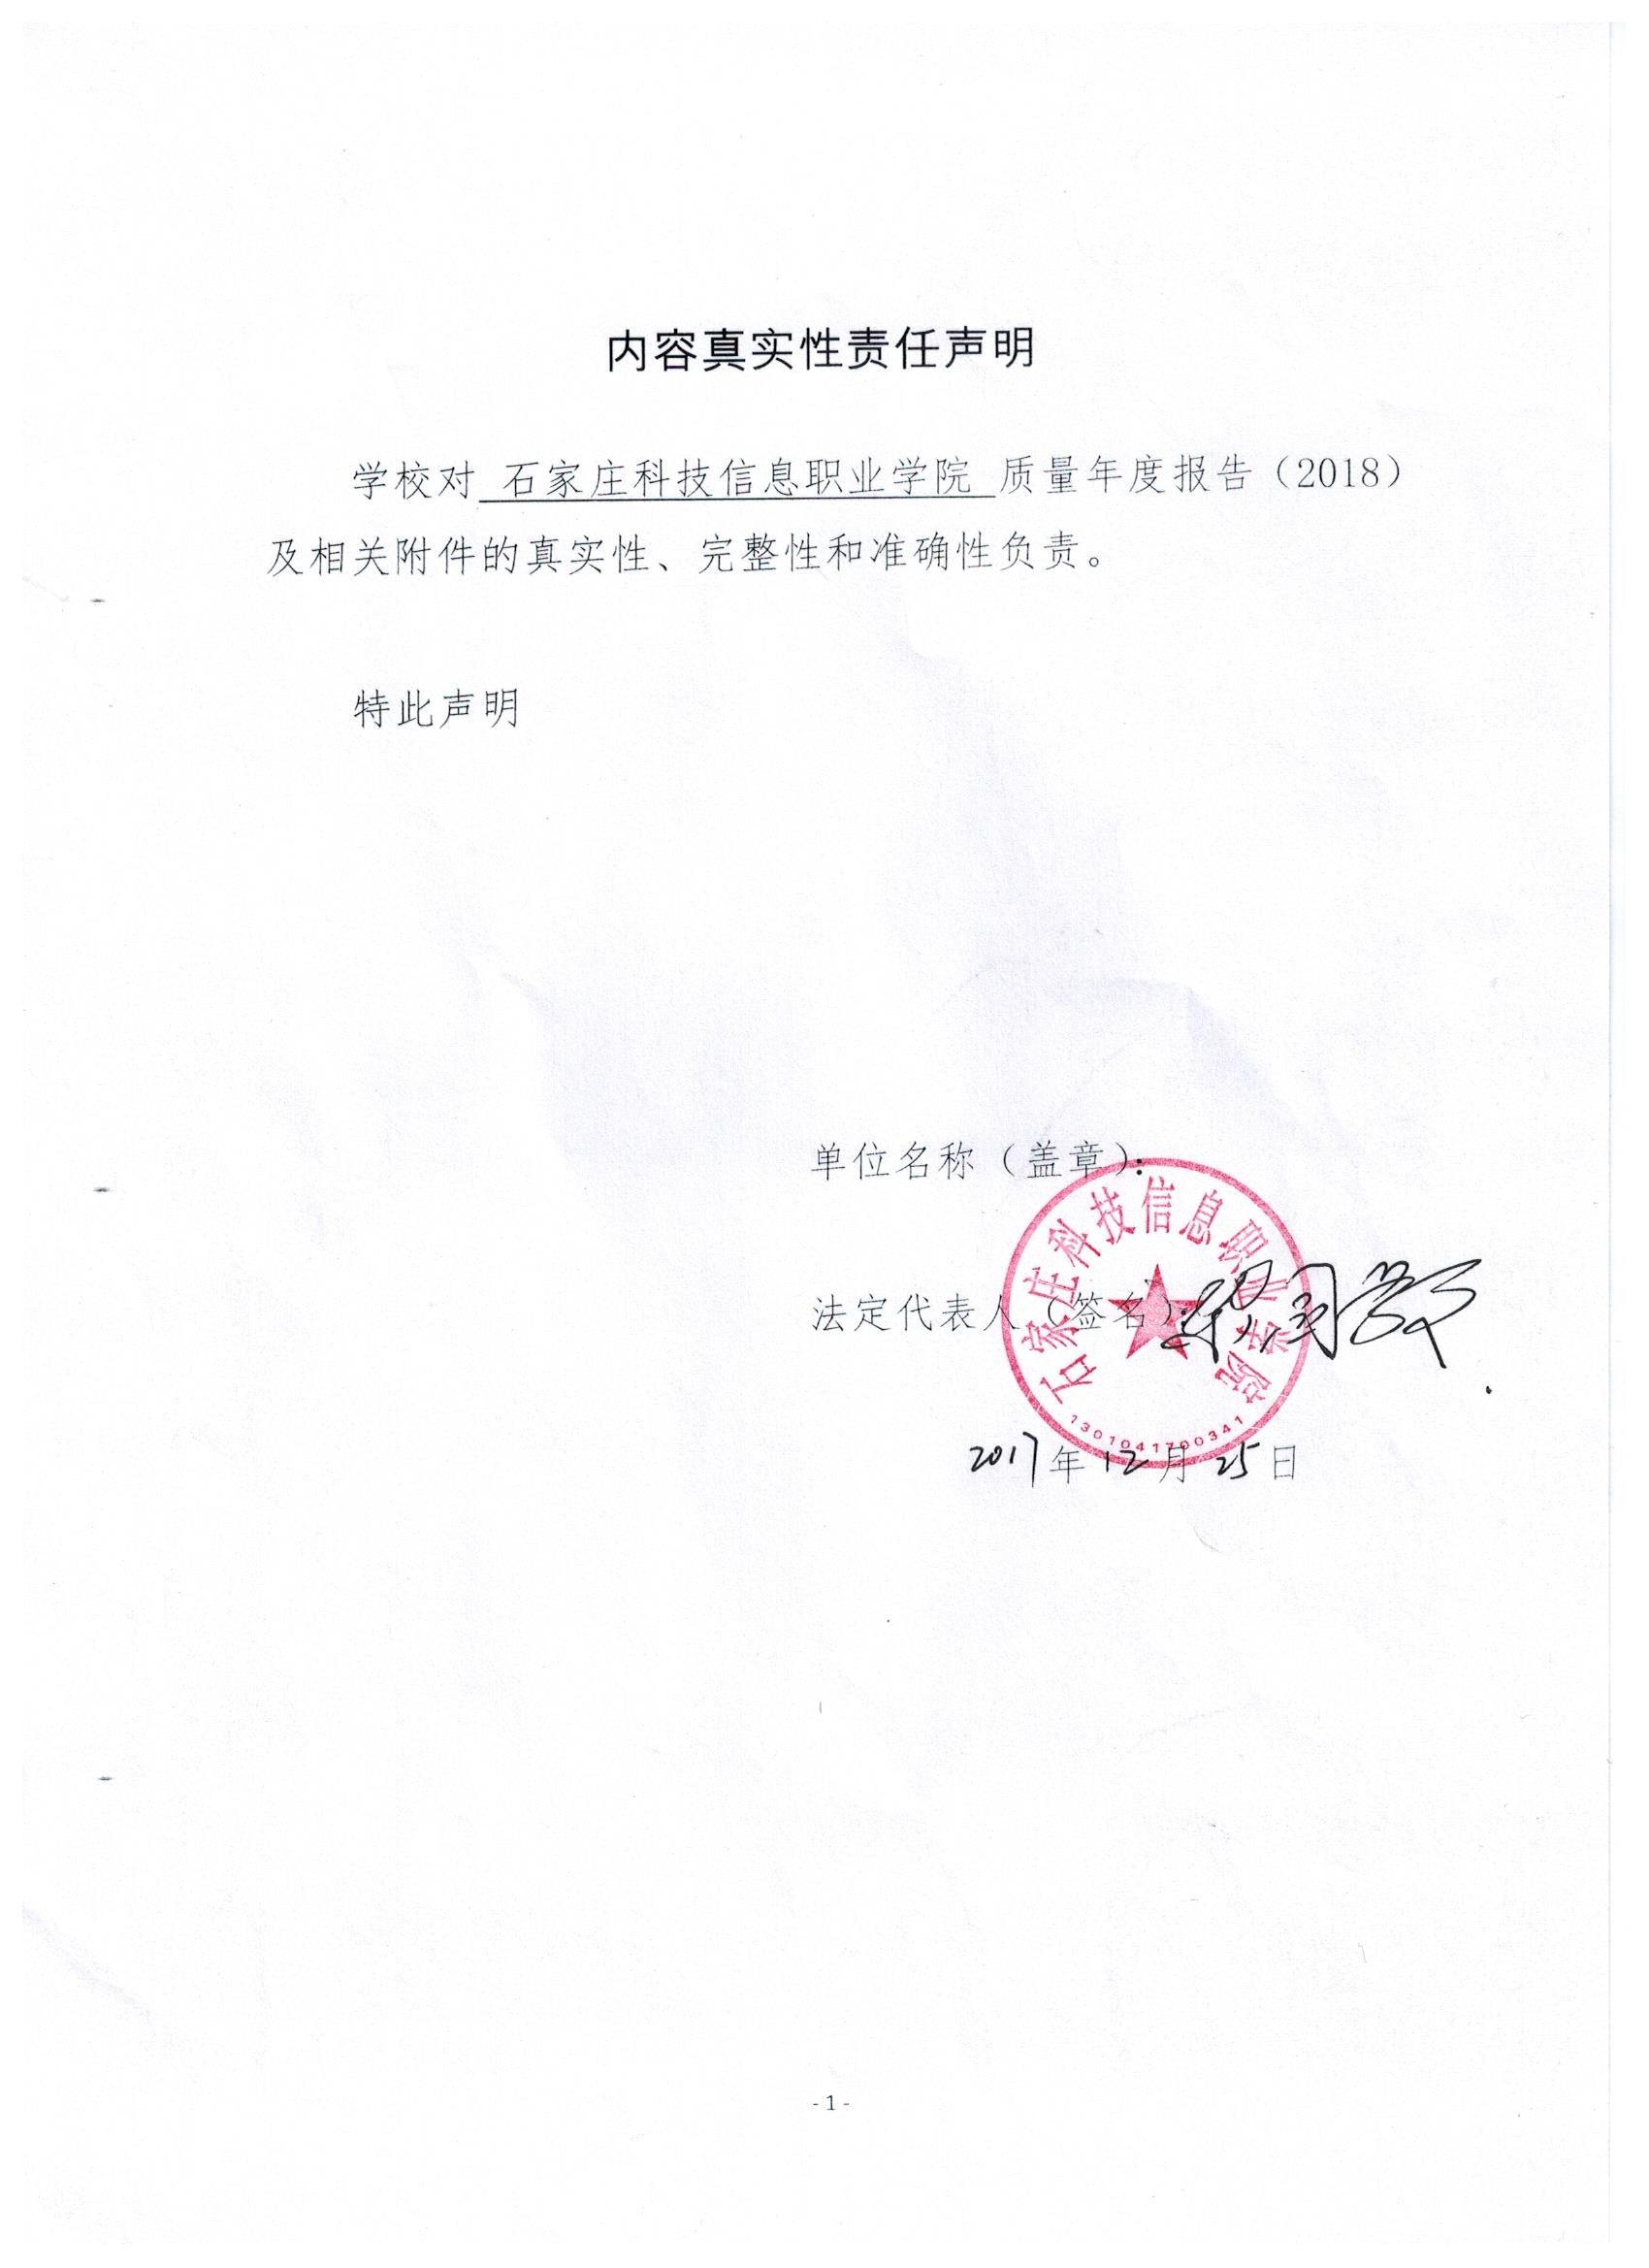 内容真实性责任声明
学校对 石家庄科技信息职业学院 质量年度报告（2018）
及相关附件的真实性、完整性和准确性负责。
特此声明
单位名称（盖章）：
石家庄科技信息职业学院
法定代表人（签名）：
1301041700341
2017年12月25日
- 1 -